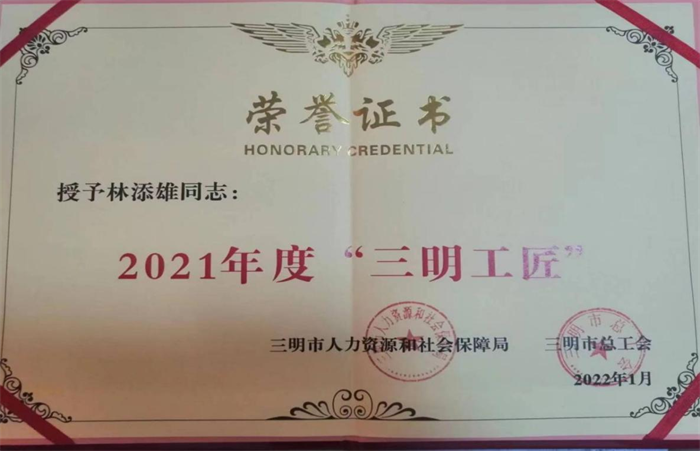 荣誉证书
HONORARY CREDENTIAL
授予林添雄同志：
2021年度“三明工匠”
三明市人力资源和社会保障局 三明市总工会
2022年1月